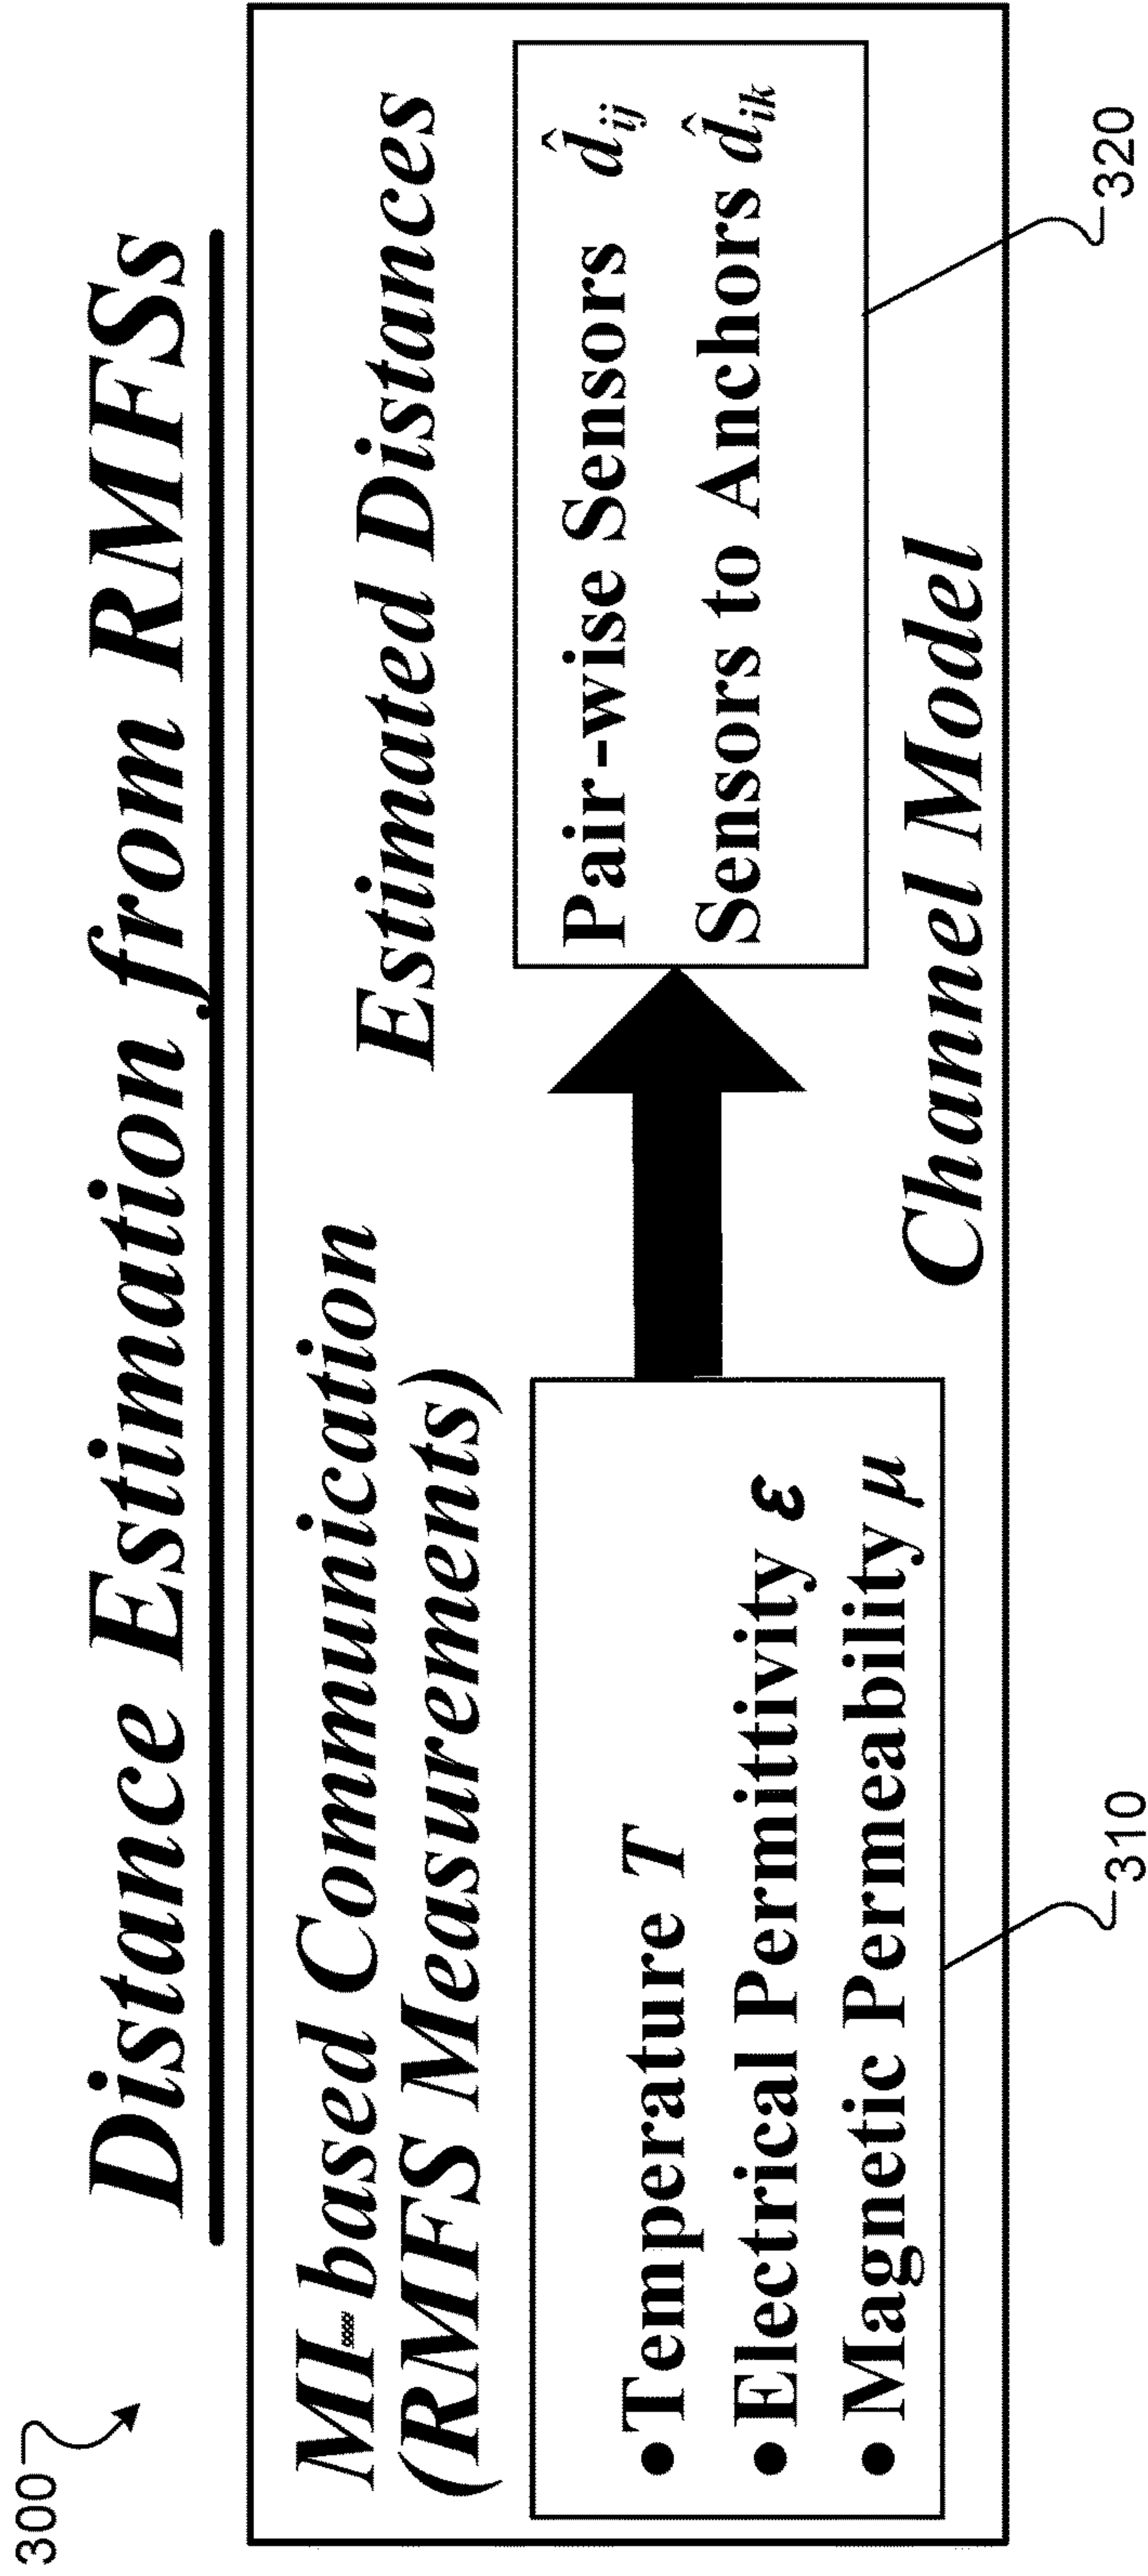 300
Distance Estimation from RMFSs
MI-based Communication
(RMFS Measurements)
• Temperature T
• Electrical Permittivity ε
• Magnetic Permeability μ
310
Estimated Distances
Pair-wise Sensors d̂ij
Sensors to Anchors d̂ik
320
Channel Model